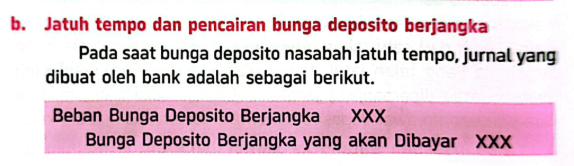 b. Jatuh tempo dan pencairan bunga deposito berjangka
Pada saat bunga deposito nasabah jatuh tempo, jurnal yang
dibuat oleh bank adalah sebagai berikut.
Beban Bunga Deposito Berjangka XXX
Bunga Deposito Berjangka yang akan Dibayar XXX